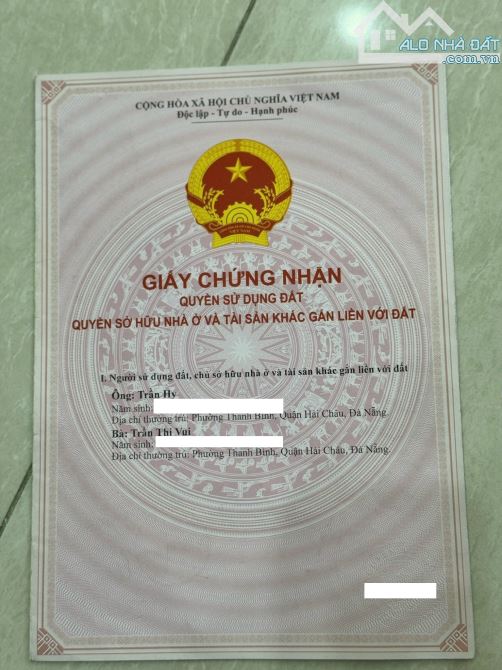 ALO NHÀ ĐẤT
.com.vn
CỘNG HÒA XÃ HỘI CHỦ NGHĨA VIỆT NAM
Độc lập - Tự do - Hạnh phúc
GIẤY CHỨNG NHẬN
QUYỀN SỬ DỤNG ĐẤT
QUYỀN SỞ HỮU NHÀ Ở VÀ TÀI SẢN KHÁC GẮN LIỀN VỚI ĐẤT
I. Người sử dụng đất, chủ sở hữu nhà ở và tài sản khác gắn liền với đất
Ông: Trần Hy
Năm sinh:
Địa chỉ thường trú: Phường Thanh Bình, Quận Hải Châu, Đà Nẵng.
Bà: Trần Thị Vui
Năm sinh:
Địa chỉ thường trú: Phường Thanh Bình, Quận Hải Châu, Đà Nẵng.